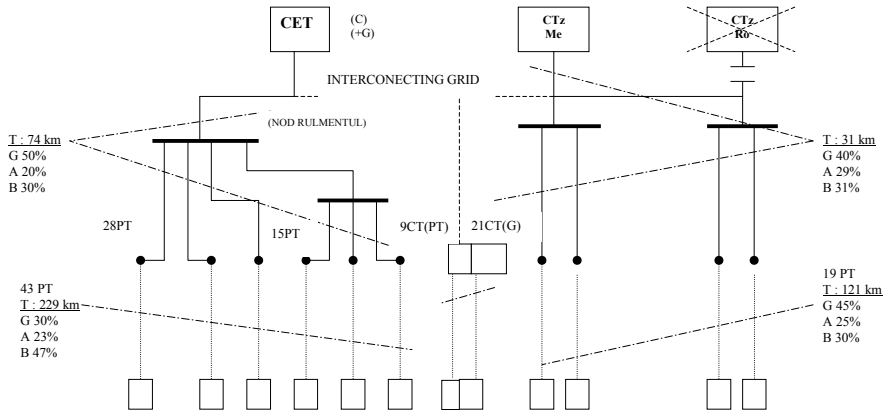 CET
(C)
(+G)
CTz
Me
CTz
Ro
INTERCONECTING GRID
(NOD RULMENTUL)
T : 74 km
G 50%
A 20%
B 30%
T : 31 km
G 40%
A 29%
B 31%
28PT
15PT
9CT(PT)
21CT(G)
43 PT
T : 229 km
G 30%
A 23%
B 47%
19 PT
T : 121 km
G 45%
A 25%
B 30%